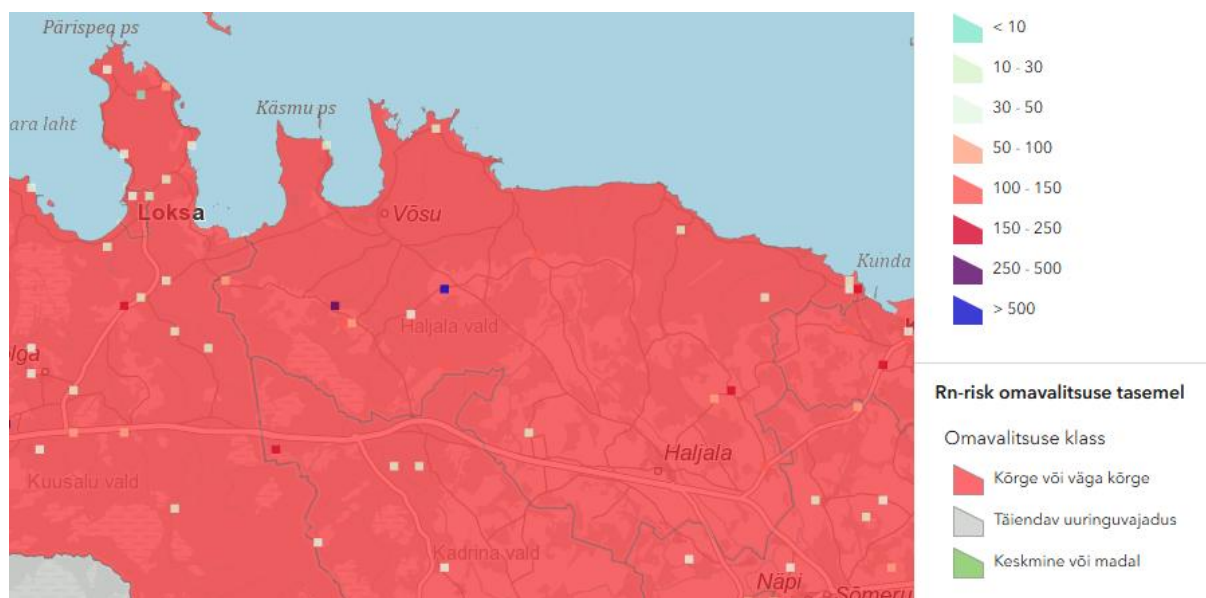 Pärispea ps
Käsmu ps
ara laht
Loksa
Võsu
Kunda
Haljala vald
lga
Haljala
Kuusalu vald
Kadrina vald
Näpi
Sõmeru
< 10
10 - 30
30 - 50
50 - 100
100 - 150
150 - 250
250 - 500
> 500
Rn-risk omavalitsuse tasemel
Omavalitsuse klass
Kõrge või väga kõrge
Täiendav uuringuvajadus
Keskmine või madal